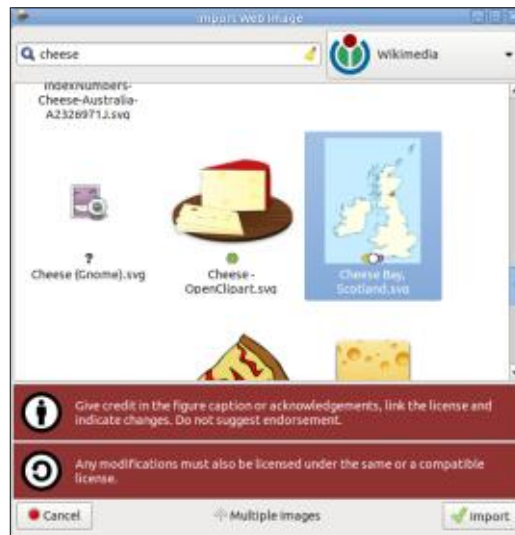 Import Web Image
cheese
Wikimedia
IndexNumbers-
Cheese-Australia-
A2326971J.svg
?
Cheese (Gnome).svg
Cheese -
OpenClipart.svg
Cheese Bay,
Scotland.svg
Give credit in the figure caption or acknowledgements, link the license and
indicate changes. Do not suggest endorsement.
Any modifications must also be licensed under the same or a compatible
license.
Cancel
Multiple Images
Import